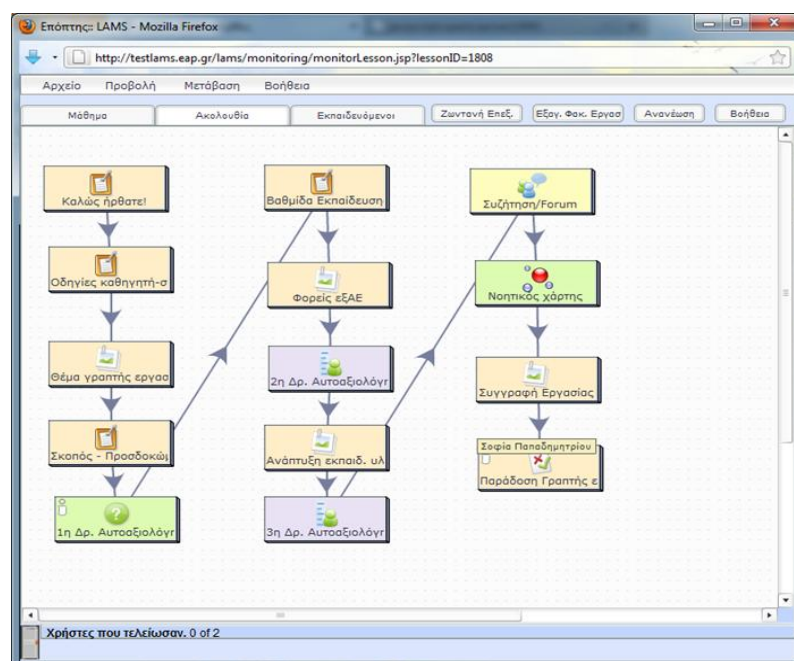 Επόπτης:: LAMS - Mozilla Firefox
http://testlams.eap.gr/lams/monitoring/monitorLesson.jsp?lessonID=1808
Αρχείο Προβολή Μετάβαση Βοήθεια
Μάθημα Ακολουθία Εκπαιδευόμενοι Ζωντανή Επεξ. Εξαγ. Φακ. Εργασ Ανανέωση Βοήθεια
Καλώς ήρθατε!
Οδηγίες καθηγητή-σ
Θέμα γραπτής εργασ
Σκοπός - Προσδοκώμ
1η Δρ. Αυτοαξιολόγη
Βαθμίδα Εκπαίδευση
Φορείς εξΑΕ
2η Δρ. Αυτοαξιολόγη
Ανάπτυξη εκπαιδ. υλ
3η Δρ. Αυτοαξιολόγη
Συζήτηση/Forum
Νοητικός χάρτης
Συγγραφή Εργασίας
Σοφία Παπαδημητρίου
Παράδοση Γραπτής ε
Χρήστες που τελείωσαν. 0 of 2